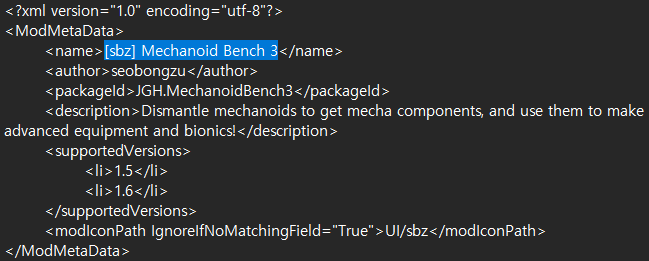 <?xml version="1.0" encoding="utf-8"?>
<ModMetaData>
<name>[sbz] Mechanoid Bench 3</name>
<author>seobongzu</author>
<packageId>JGH.MechanoidBench3</packageId>
<description>Dismantle mechanoids to get mecha components, and use them to make
advanced equipment and bionics!</description>
<supportedVersions>
<li>1.5</li>
<li>1.6</li>
</supportedVersions>
<modIconPath IgnoreIfNoMatchingField="True">UI/sbz</modIconPath>
</ModMetaData>